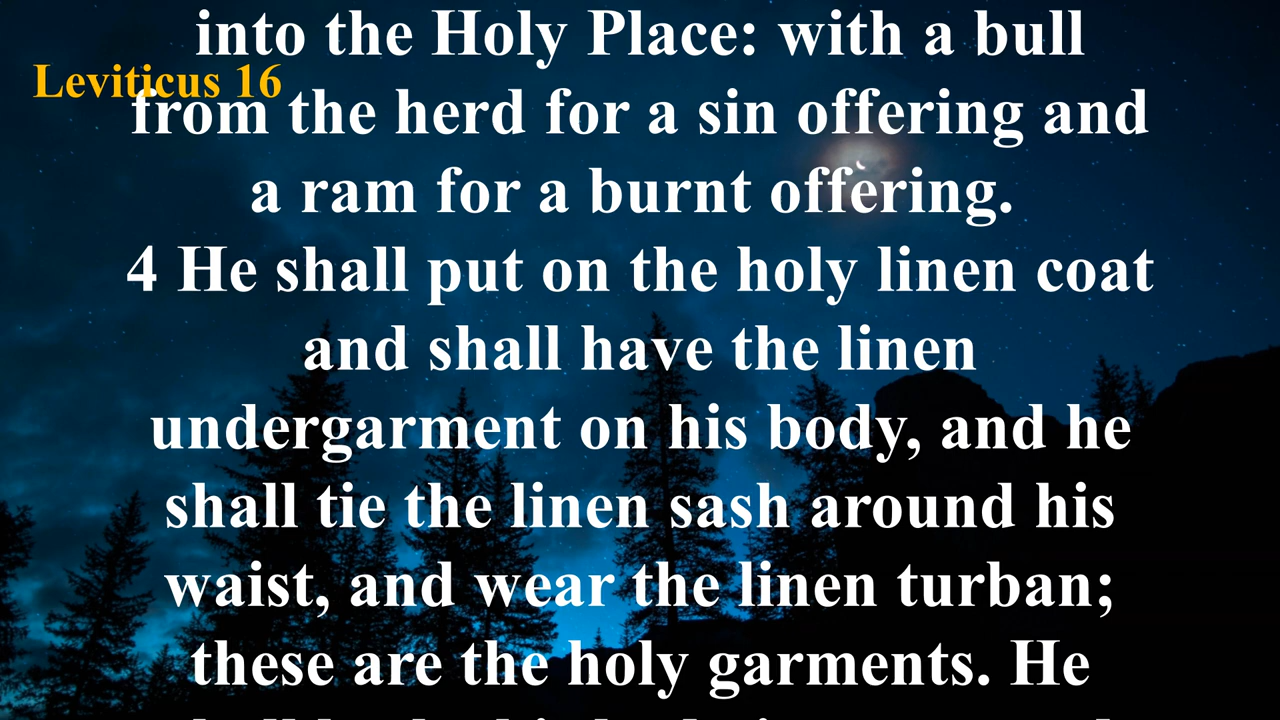 into the Holy Place: with a bull
Leviticus 16
from the herd for a sin offering and
a ram for a burnt offering.
4 He shall put on the holy linen coat
and shall have the linen
undergarment on his body, and he
shall tie the linen sash around his
waist, and wear the linen turban;
these are the holy garments. He